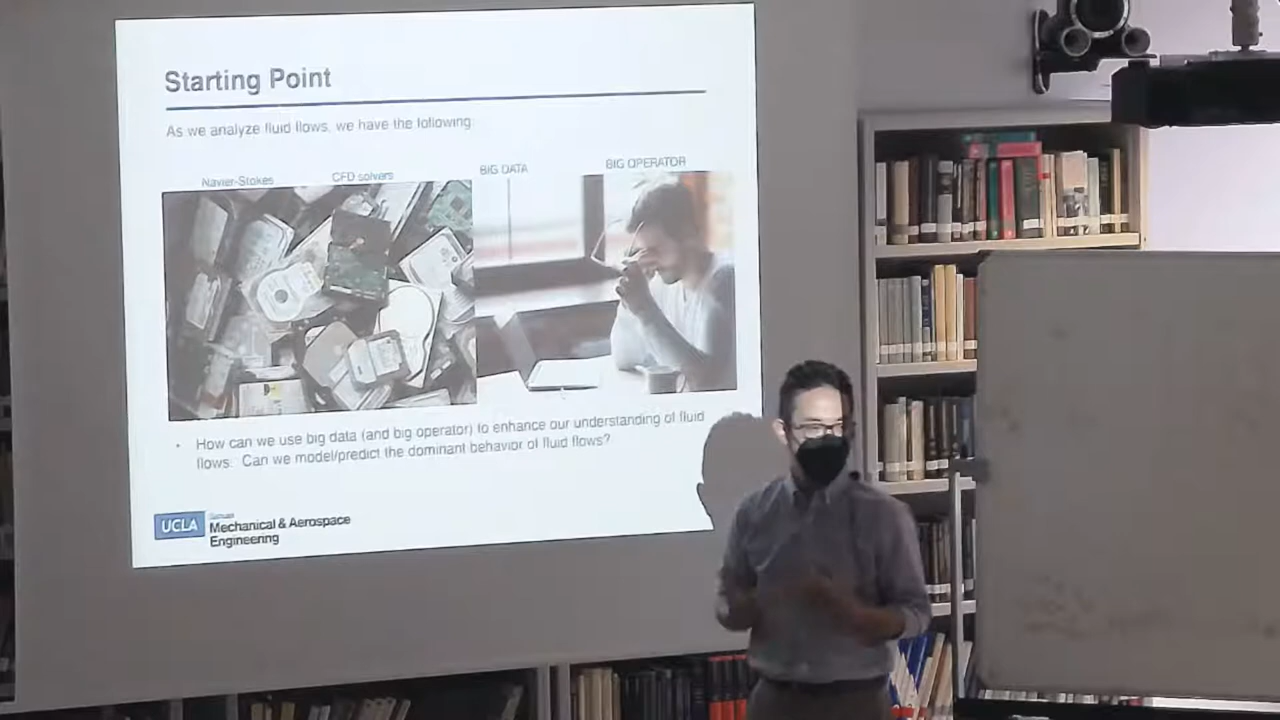 Starting Point
As we analyze fluid flows, we have the following:
Navier-Stokes CFD solvers BIG DATA BIG OPERATOR
• How can we use big data (and big operator) to enhance our understanding of fluid
flows. Can we model/predict the dominant behavior of fluid flows?
UCLA
Samueli
Mechanical & Aerospace
Engineering